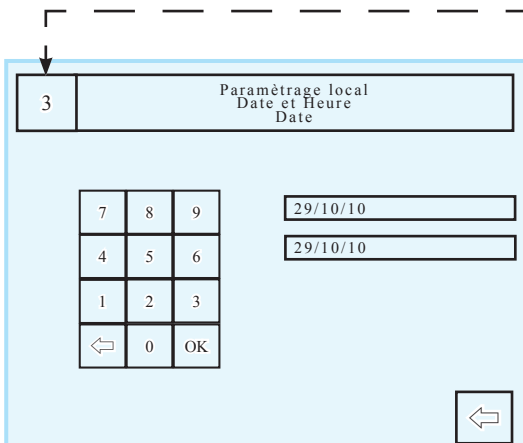 3
Paramètrage local
Date et Heure
Date
7 8 9
4 5 6
1 2 3
0 OK
29/10/10
29/10/10